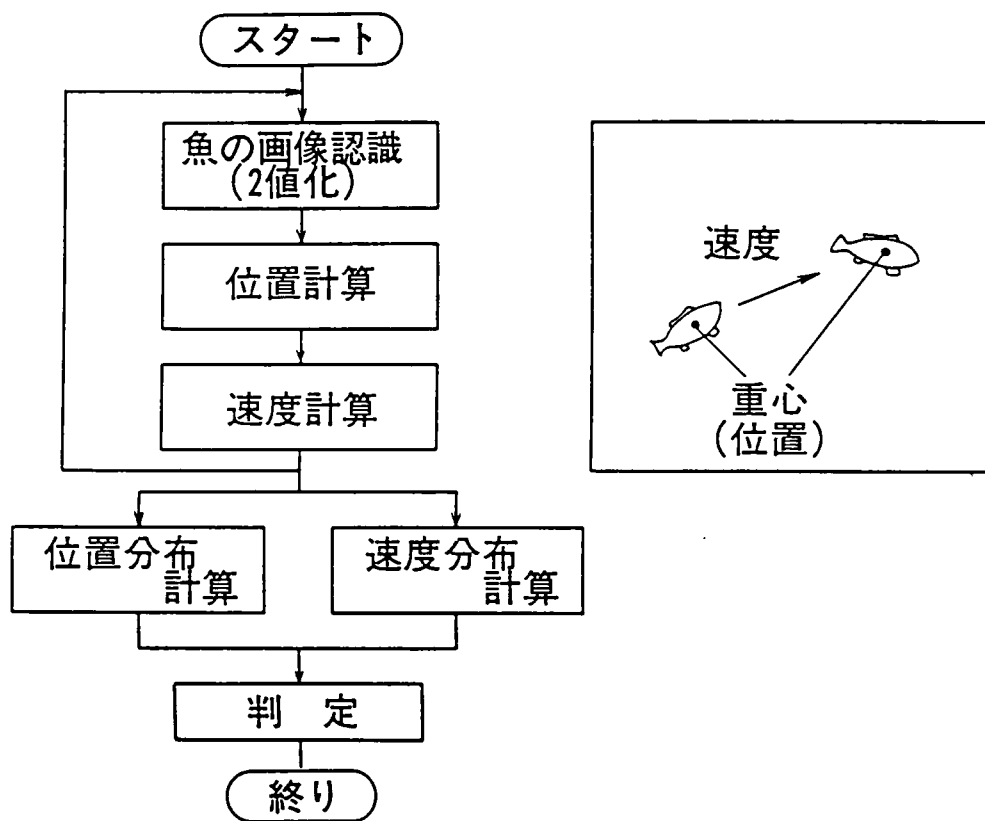 スタート
魚の画像認識
(2値化)
位置計算
速度計算
位置分布
計算
速度分布
計算
判 定
終り
速度
重心
(位置)